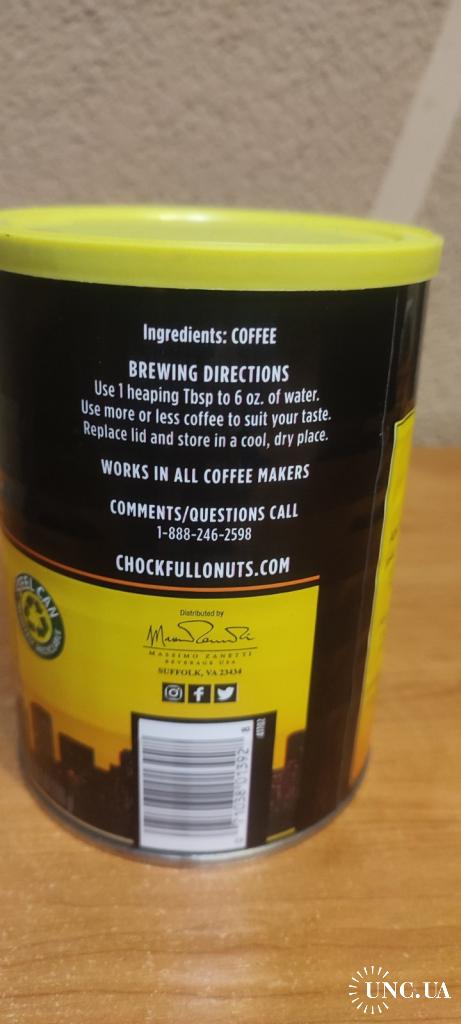 Ingredients: COFFEE
BREWING DIRECTIONS
Use 1 heaping Tbsp to 6 oz. of water.
Use more or less coffee to suit your taste.
Replace lid and store in a cool, dry place.
WORKS IN ALL COFFEE MAKERS
COMMENTS/QUESTIONS CALL
1-888-246-2598
CHOCKFULLONUTS.COM
CAN
Distributed by
MASSIMO ZANETTI
BEVERAGE USA
SUFFOLK, VA 23434
UNC.UA